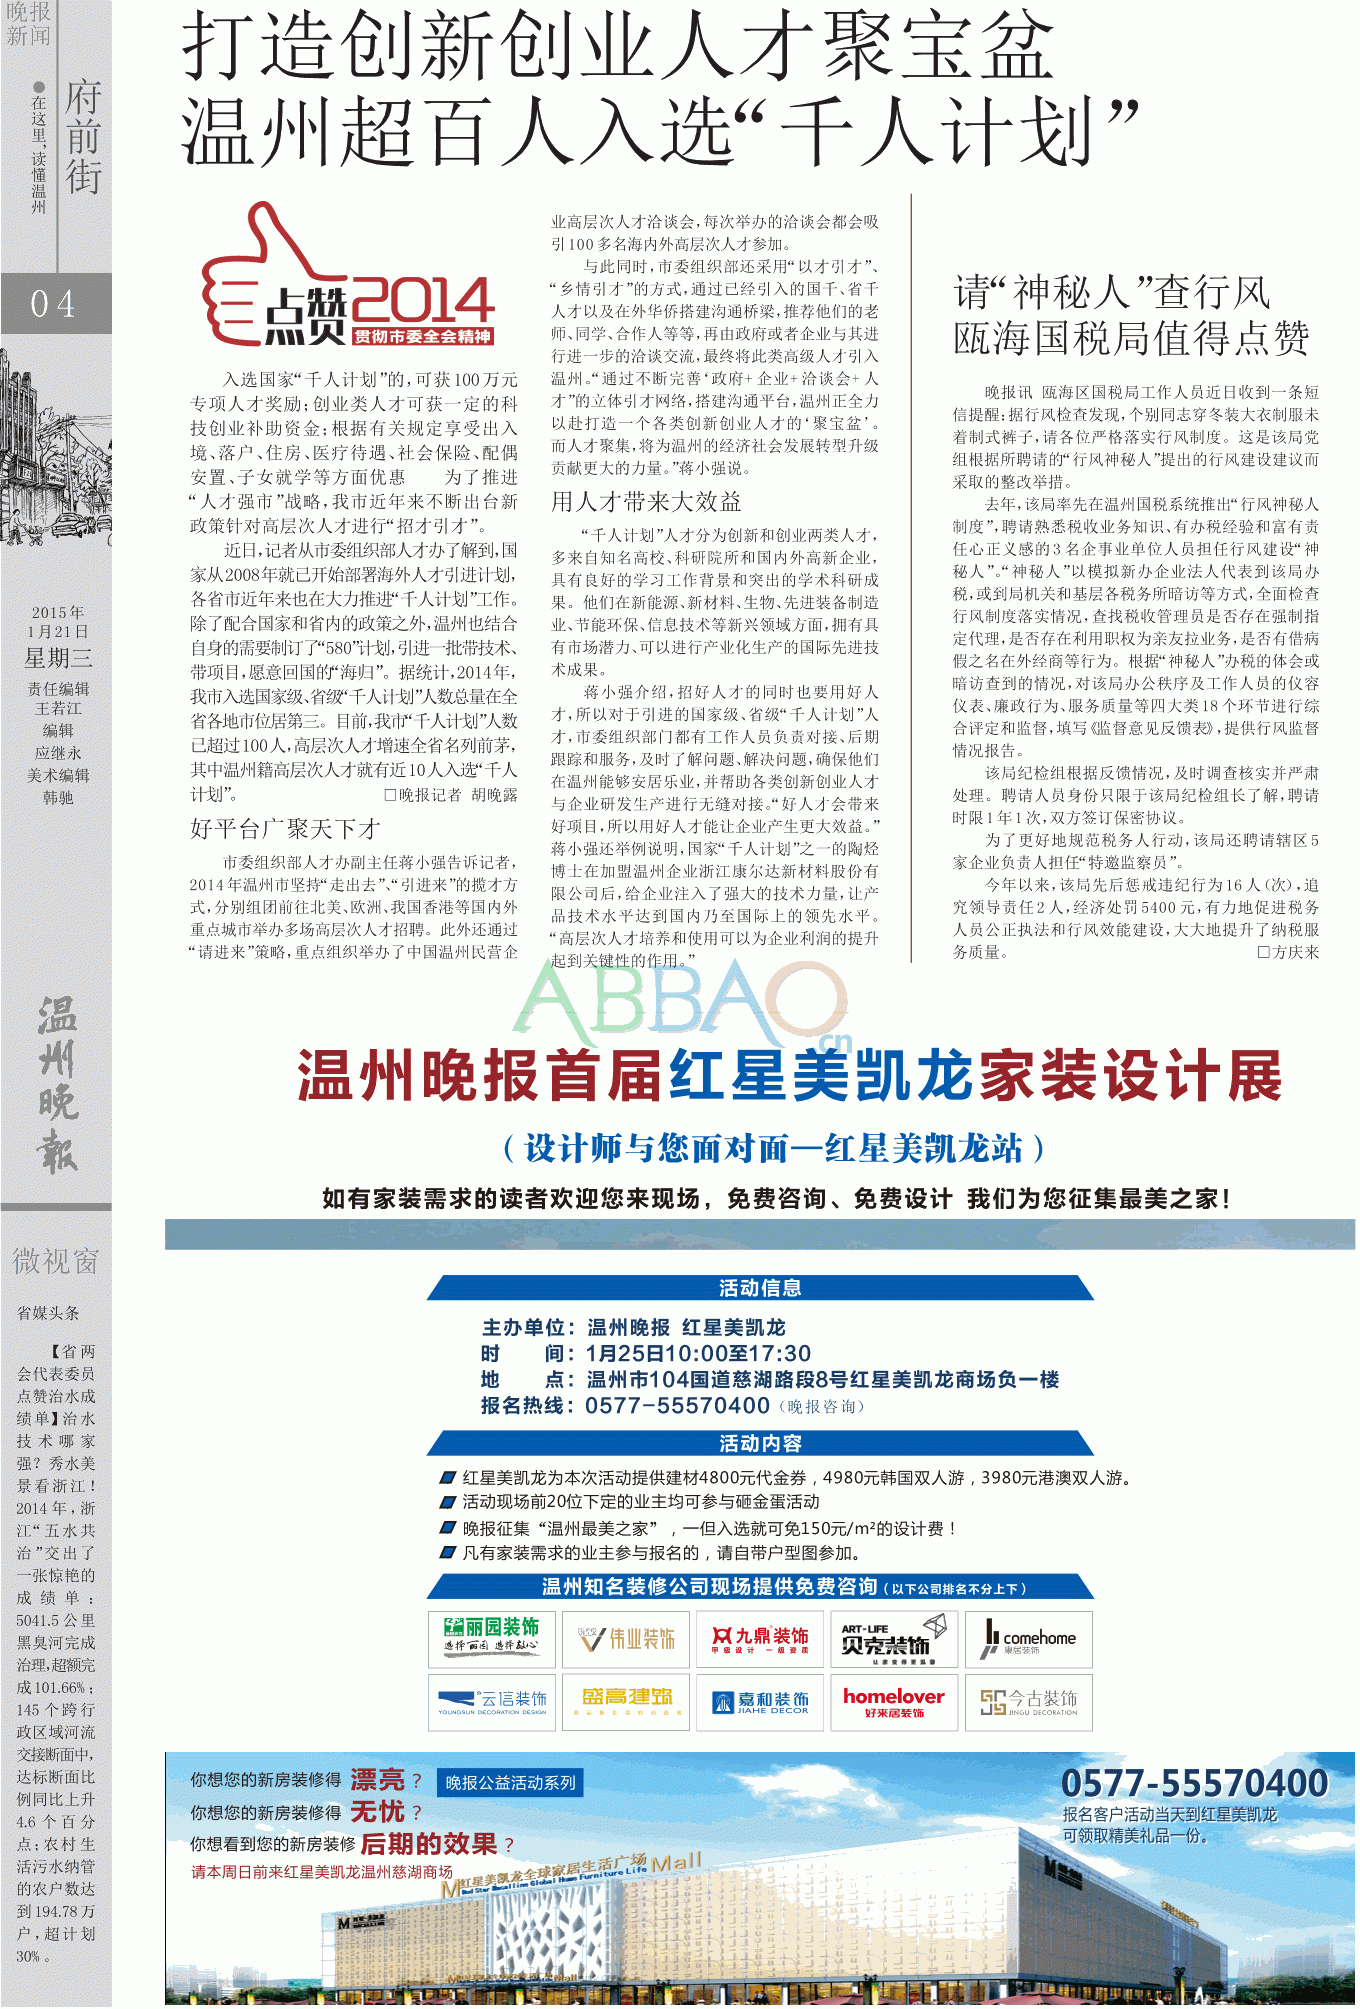 晚报
新闻
府前街
●在这里,读懂温州
04
2015年
1月21日
星期三
责任编辑
王若江
编辑
应继永
美术编辑
韩驰
温州晚報
微视窗
省媒头条
【省两
会代表委员
点赞治水成
绩单】治水
技术哪家
强？秀水美
景看浙江！
2014年,浙
江“五水共
治”交出了
一张惊艳的
成绩单：
5041.5公里
黑臭河完成
治理,超额完
成101.66%；
145个跨行
政区域河流
交接断面中,
达标断面比
例同比上升
4.6个百分
点；农村生
活污水纳管
的农户数达
到194.78万
户,超计划
30%。
打造创新创业人才聚宝盆
温州超百人入选“千人计划”
点赞2014
贯彻市委全会精神
入选国家“千人计划”的,可获100万元
专项人才奖励；创业类人才可获一定的科
技创业补助资金；根据有关规定享受出入
境、落户、住房、医疗待遇、社会保险、配偶
安置、子女就学等方面优惠　　为了推进
“人才强市”战略,我市近年来不断出台新
政策针对高层次人才进行“招才引才”。
近日,记者从市委组织部人才办了解到,国
家从2008年就已开始部署海外人才引进计划,
各省市近年来也在大力推进“千人计划”工作。
除了配合国家和省内的政策之外,温州也结合
自身的需要制订了“580”计划,引进一批带技术、
带项目,愿意回国的“海归”。据统计,2014年,
我市入选国家级、省级“千人计划”人数总量在全
省各地市位居第三。目前,我市“千人计划”人数
已超过100人,高层次人才增速全省名列前茅,
其中温州籍高层次人才就有近10人入选“千人
计划”。　□晚报记者 胡晚露
好平台广聚天下才
市委组织部人才办副主任蒋小强告诉记者,
2014年温州市坚持“走出去”、“引进来”的揽才方
式,分别组团前往北美、欧洲、我国香港等国内外
重点城市举办多场高层次人才招聘。此外还通过
“请进来”策略,重点组织举办了中国温州民营企
业高层次人才洽谈会,每次举办的洽谈会都会吸
引100多名海内外高层次人才参加。
与此同时,市委组织部还采用“以才引才”、
“乡情引才”的方式,通过已经引入的国千、省千
人才以及在外华侨搭建沟通桥梁,推荐他们的老
师、同学、合作人等等,再由政府或者企业与其进
行进一步的洽谈交流,最终将此类高级人才引入
温州。“通过不断完善‘政府+企业+洽谈会+人
才”的立体引才网络,搭建沟通平台,温州正全力
以赴打造一个各类创新创业人才的‘聚宝盆’。
而人才聚集,将为温州的经济社会发展转型升级
贡献更大的力量。”蒋小强说。
用人才带来大效益
“千人计划”人才分为创新和创业两类人才,
多来自知名高校、科研院所和国内外高新企业,
具有良好的学习工作背景和突出的学术科研成
果。他们在新能源、新材料、生物、先进装备制造
业、节能环保、信息技术等新兴领域方面,拥有具
有市场潜力、可以进行产业化生产的国际先进技
术成果。
蒋小强介绍,招好人才的同时也要用好人
才,所以对于引进的国家级、省级“千人计划”人
才,市委组织部门都有工作人员负责对接、后期
跟踪和服务,及时了解问题、解决问题,确保他们
在温州能够安居乐业,并帮助各类创新创业人才
与企业研发生产进行无缝对接。“好人才会带来
好项目,所以用好人才能让企业产生更大效益。”
蒋小强还举例说明,国家“千人计划”之一的陶烃
博士在加盟温州企业浙江康尔达新材料股份有
限公司后,给企业注入了强大的技术力量,让产
品技术水平达到国内乃至国际上的领先水平。
“高层次人才培养和使用可以为企业利润的提升
起到关键性的作用。”
请“神秘人”查行风
瓯海国税局值得点赞
晚报讯 瓯海区国税局工作人员近日收到一条短
信提醒:据行风检查发现,个别同志穿冬装大衣制服未
着制式裤子,请各位严格落实行风制度。这是该局党
组根据所聘请的“行风神秘人”提出的行风建设建议而
采取的整改举措。
去年,该局率先在温州国税系统推出“行风神秘人
制度”,聘请熟悉税收业务知识、有办税经验和富有责
任心正义感的3名企事业单位人员担任行风建设“神
秘人”。“神秘人”以模拟新办企业法人代表到该局办
税,或到局机关和基层各税务所暗访等方式,全面检查
行风制度落实情况,查找税收管理员是否存在强制指
定代理,是否存在利用职权为亲友拉业务,是否有借病
假之名在外经商等行为。根据“神秘人”办税的体会或
暗访查到的情况,对该局办公秩序及工作人员的仪容
仪表、廉政行为、服务质量等四大类18个环节进行综
合评定和监督,填写《监督意见反馈表》,提供行风监督
情况报告。
该局纪检组根据反馈情况,及时调查核实并严肃
处理。聘请人员身份只限于该局纪检组长了解,聘请
时限1年1次,双方签订保密协议。
为了更好地规范税务人行动,该局还聘请辖区5
家企业负责人担任“特邀监察员”。
今年以来,该局先后惩戒违纪行为16人(次),追
究领导责任2人,经济处罚5400元,有力地促进税务
人员公正执法和行风效能建设,大大地提升了纳税服
务质量。　□方庆来
ABBAO.cn
温州晚报首届红星美凯龙家装设计展
（设计师与您面对面—红星美凯龙站）
如有家装需求的读者欢迎您来现场，免费咨询、免费设计 我们为您征集最美之家！
活动信息
主办单位：温州晚报 红星美凯龙
时　　间：1月25日10:00至17:30
地　　点：温州市104国道慈湖路段8号红星美凯龙商场负一楼
报名热线：0577-55570400（晚报咨询）
活动内容
红星美凯龙为本次活动提供建材4800元代金券，4980元韩国双人游，3980元港澳双人游。
活动现场前20位下定的业主均可参与砸金蛋活动
晚报征集“温州最美之家”，一但入选就可免150元/m²的设计费！
凡有家装需求的业主参与报名的，请自带户型图参加。
温州知名装修公司现场提供免费咨询（以下公司排名不分上下）
丽园装饰
选择丽园 选择放心
伟业装饰
九鼎装饰
甲级设计 一级资质
ART-LIFE
贝克装饰
让家变得更温馨
comehome
康居装饰
云信装饰
YOUNGSUN DECORATION DESIGN
盛高建筑
嘉和装饰
JIAHE DECOR
homelover
好来居装饰
今古装饰
JINGU DECORATION
你想您的新房装修得 漂亮？
晚报公益活动系列
你想您的新房装修得 无忧？
你想看到您的新房装修 后期的效果？
请本周日前来红星美凯龙温州慈湖商场
0577-55570400
报名客户活动当天到红星美凯龙
可领取精美礼品一份。
M红星美凯龙全球家居生活广场 Mall
Red Star Macalline Global Home Furniture Life